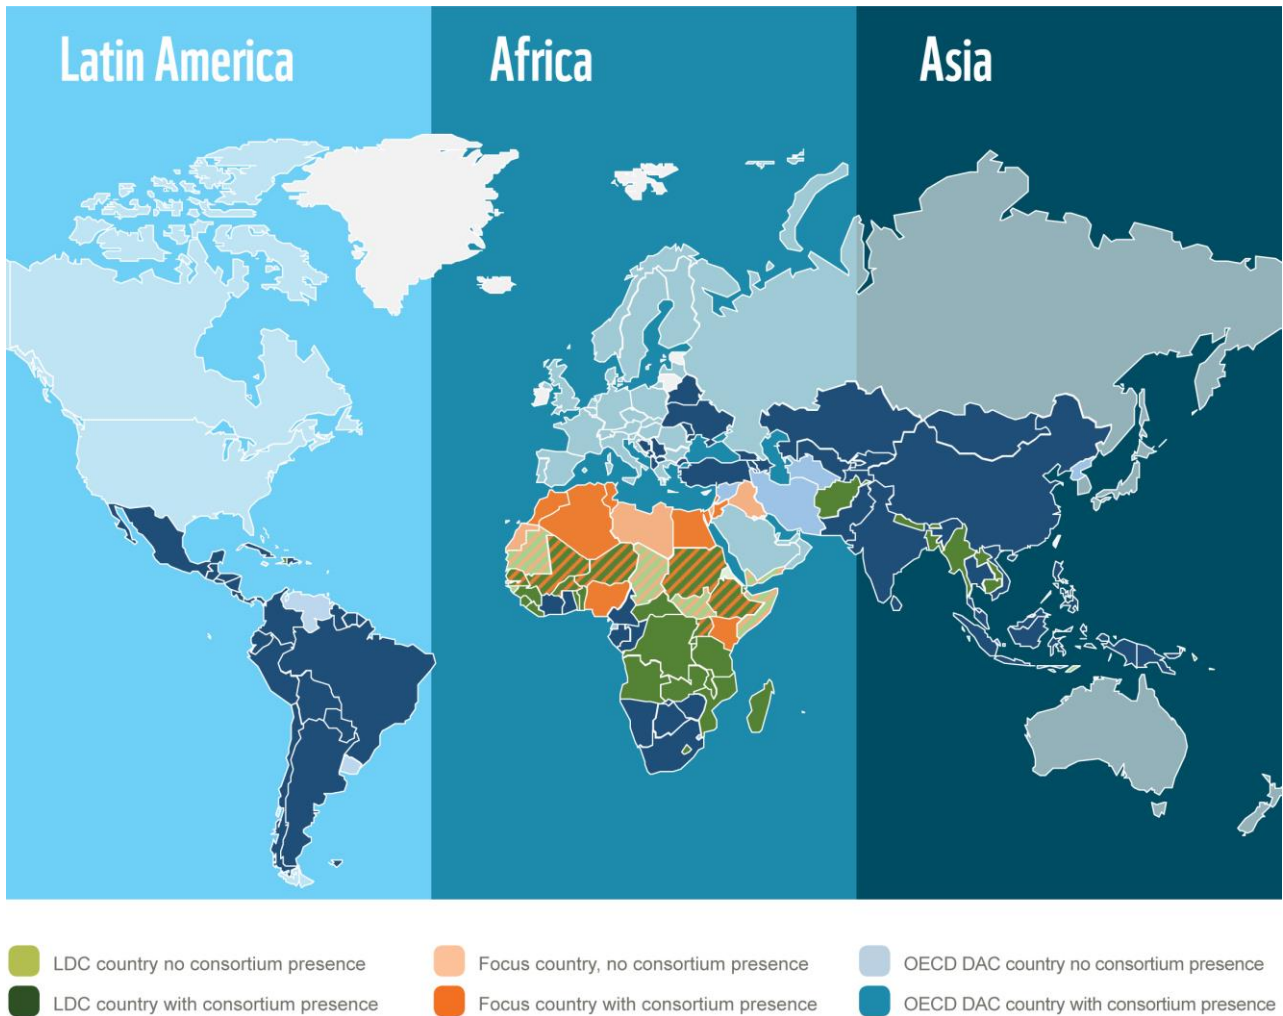 Latin America
Africa
Asia
LDC country no consortium presence
Focus country, no consortium presence
OECD DAC country no consortium presence
LDC country with consortium presence
Focus country with consortium presence
OECD DAC country with consortium presence